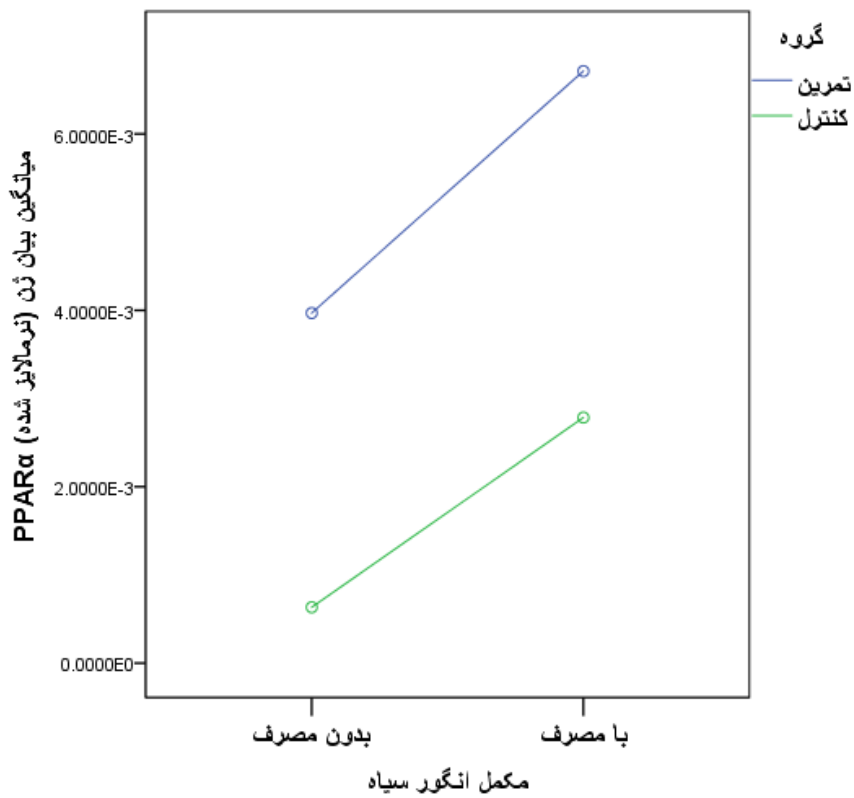 گروه
تمرین
کنترل
میانگین بیان ژن (نرمالایز شده) PPARα
6.0000E-3
4.0000E-3
2.0000E-3
0.0000E0
بدون مصرف
با مصرف
مکمل انگور سیاه